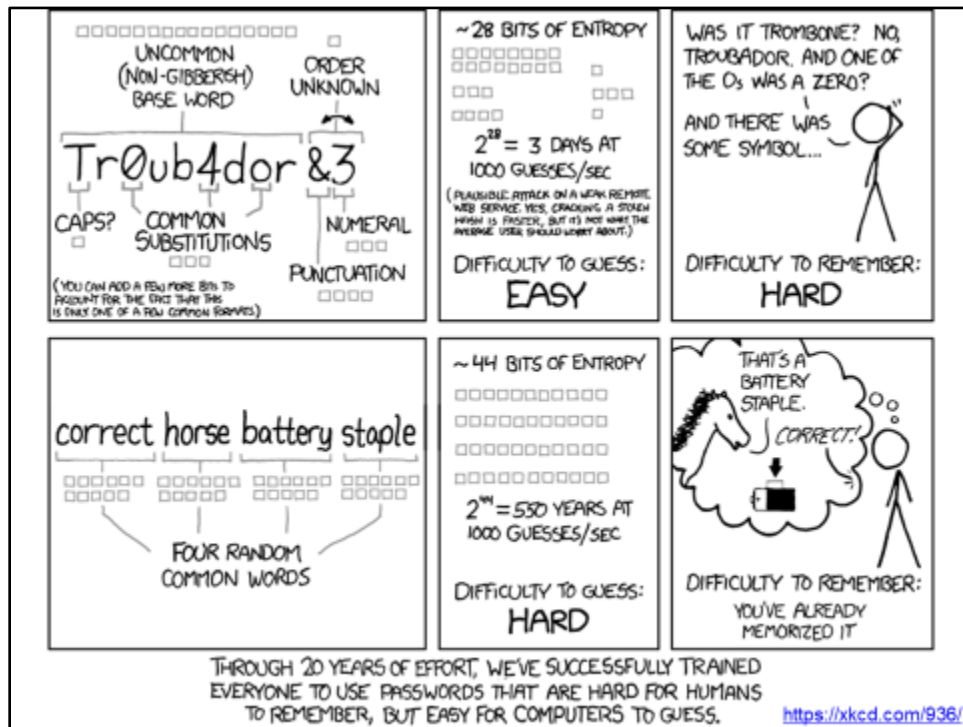 UNCOMMON
(NON-GIBBERISH)
BASE WORD
ORDER
UNKNOWN
Tr0ub4dor &3
CAPS?
COMMON
SUBSTITUTIONS
NUMERAL
PUNCTUATION
(YOU CAN ADD A FEW MORE BITS TO
ACCOUNT FOR THE FACT THAT THIS
IS ONLY ONE OF A FEW COMMON FORMATS.)
~28 BITS OF ENTROPY
2^28 = 3 DAYS AT
1000 GUESSES/SEC
(PLAUSIBLE ATTACK ON A WEAK REMOTE
WEB SERVICE. YES, CRACKING A STOLEN
HASH IS FASTER, BUT IT'S NOT WHAT THE
AVERAGE USER SHOULD WORRY ABOUT.)
DIFFICULTY TO GUESS:
EASY
WAS IT TROMBONE? NO,
TROUBADOR. AND ONE OF
THE Os WAS A ZERO?
AND THERE WAS
SOME SYMBOL...
DIFFICULTY TO REMEMBER:
HARD
correct horse battery staple
FOUR RANDOM
COMMON WORDS
~44 BITS OF ENTROPY
2^44 = 550 YEARS AT
1000 GUESSES/SEC
DIFFICULTY TO GUESS:
HARD
THAT'S A
BATTERY
STAPLE.
CORRECT!
DIFFICULTY TO REMEMBER:
YOU'VE ALREADY
MEMORIZED IT
THROUGH 20 YEARS OF EFFORT, WE'VE SUCCESSFULLY TRAINED
EVERYONE TO USE PASSWORDS THAT ARE HARD FOR HUMANS
TO REMEMBER, BUT EASY FOR COMPUTERS TO GUESS.
https://xkcd.com/936/